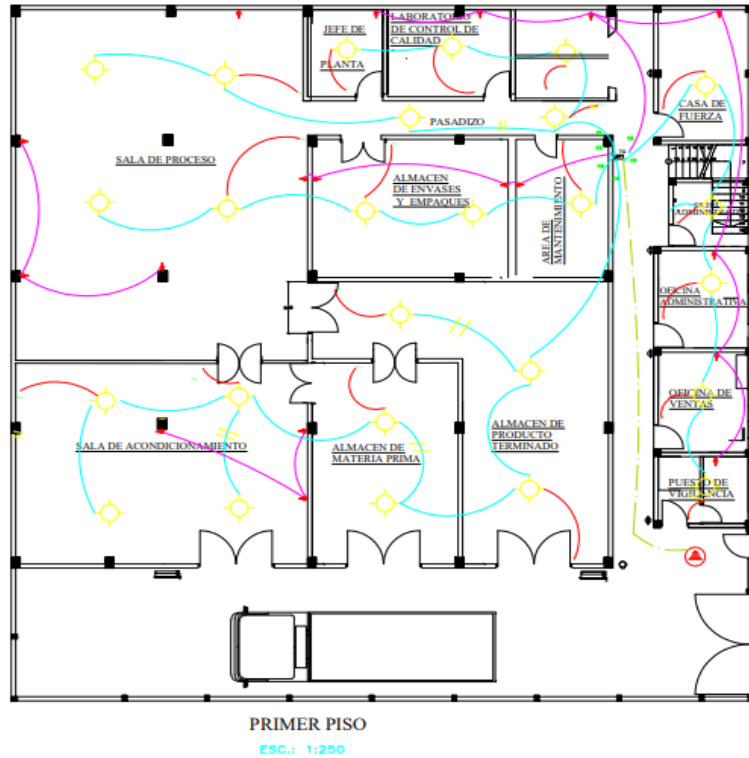 JEFE DE
PLANTA
LABORATORIO
DE CONTROL DE
CALIDAD
CASA DE
FUERZA
PASADIZO
SALA DE PROCESO
ALMACEN
DE ENVASES
Y EMPAQUES
AREA DE
MANTENIMIENTO
OFICINA
ADMINISTRATIVA
OFICINA DE
VENTAS
SALA DE ACONDICIONAMIENTO
ALMACEN DE
MATERIA PRIMA
ALMACEN DE
PRODUCTO
TERMINADO
PUESTO DE
VIGILANCIA
PRIMER PISO
ESC.: 1:250